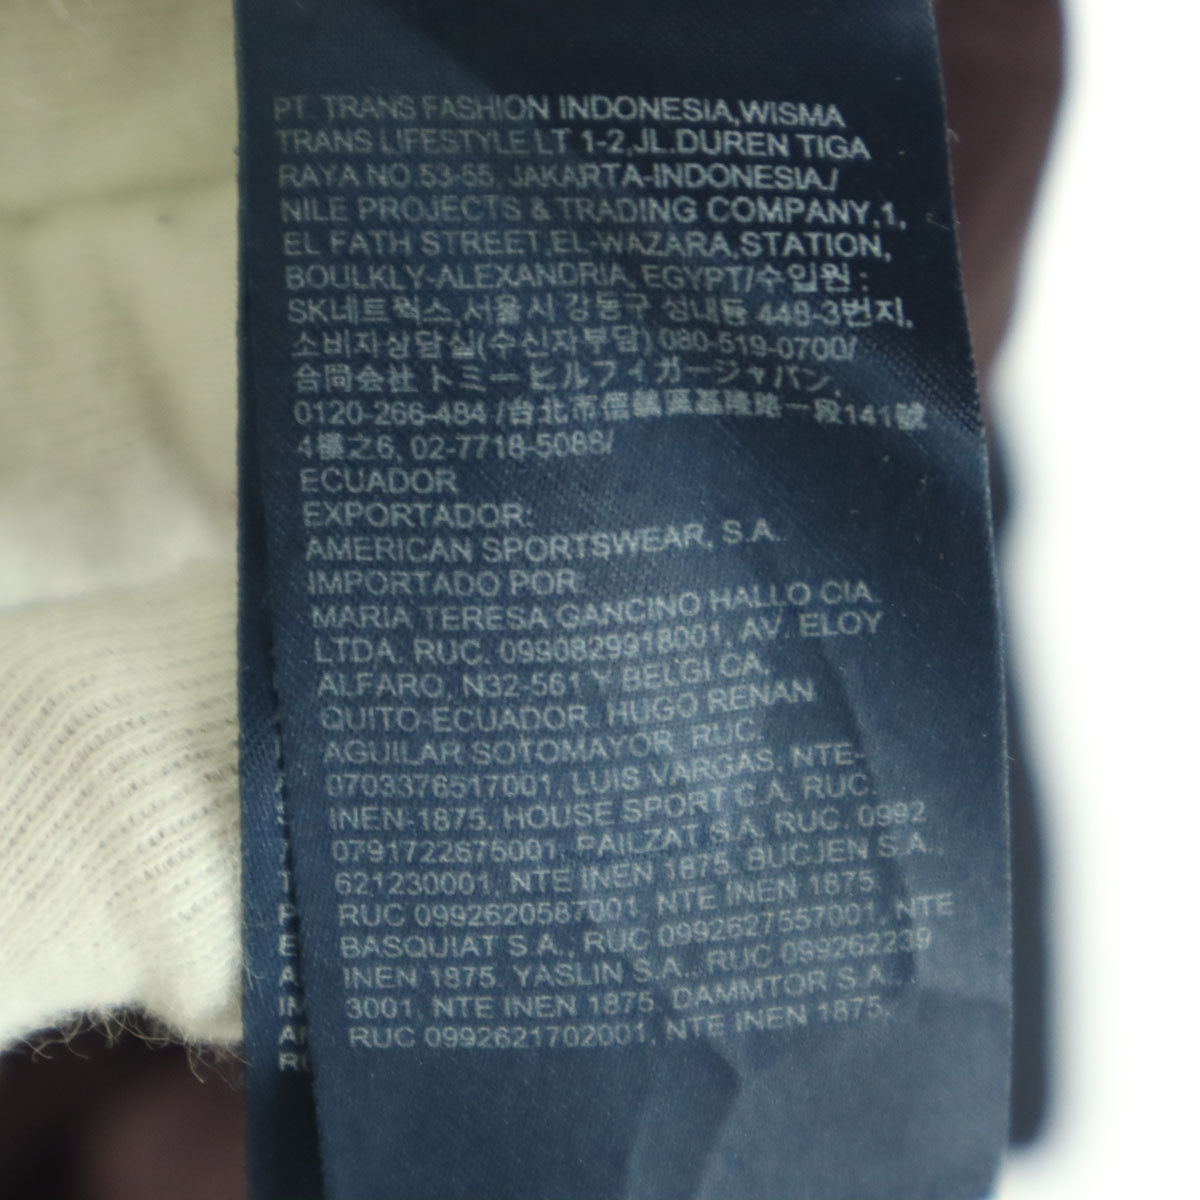 PT. TRANS FASHION INDONESIA,WISMA
TRANS LIFESTYLE LT 1-2,JL.DUREN TIGA
RAYA NO.53-55, JAKARTA-INDONESIA./
NILE PROJECTS & TRADING COMPANY,1,
EL FATH STREET,EL-WAZARA,STATION,
BOULKLY-ALEXANDRIA, EGYPT/수입원 :
SK네트웍스 서울시 강동구 성내동 448-3번지,
소비자상담실(수신자부담) 080-519-0700/
合同会社 トミーヒルフィガージャパン,
0120-266-484 /台北市信義區基隆路一段141號
4樓之6, 02-7718-5088/
ECUADOR
EXPORTADOR:
AMERICAN SPORTSWEAR, S.A.
IMPORTADO POR:
MARIA TERESA GANCINO HALLO CIA.
LTDA. RUC. 0990829918001, AV. ELOY
ALFARO, N32-561 Y BELGI CA.
QUITO-ECUADOR. HUGO RENAN
AGUILAR SOTOMAYOR RUC.
0703376517001, LUIS VARGAS, NTE-
INEN-1875, HOUSE SPORT C.A. RUC.
0791722675001, PAILZAT S.A. RUC. 0992
621230001, NTE INEN 1875, BUCJEN S.A.,
RUC 0992620587001, NTE INEN 1875,
BASQUIAT S.A., RUC 0992627557001, NTE
INEN 1875, YASLIN S.A., RUC 099262239
3001, NTE INEN 1875, DAMMTOR S.A.,
RUC 0992621702001, NTE INEN 1875,